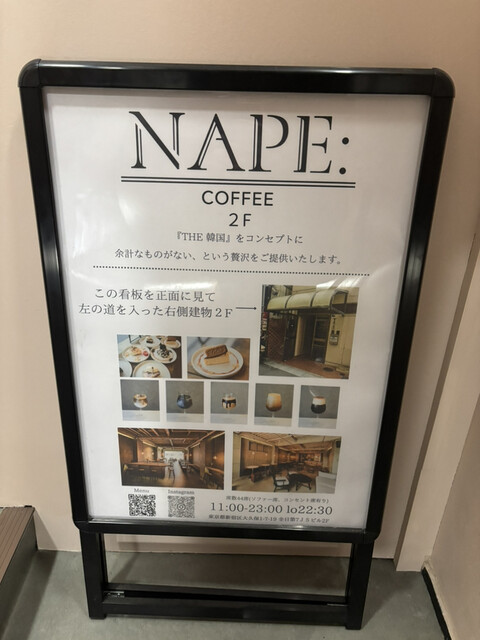 NAPE:
COFFEE
2F
『THE 韓国』をコンセプトに
余計なものがない、という贅沢をご提供いたします。
この看板を正面に見て
左の道を入った右側建物2F
Menu
Instagram
11:00-23:00 lo22:30